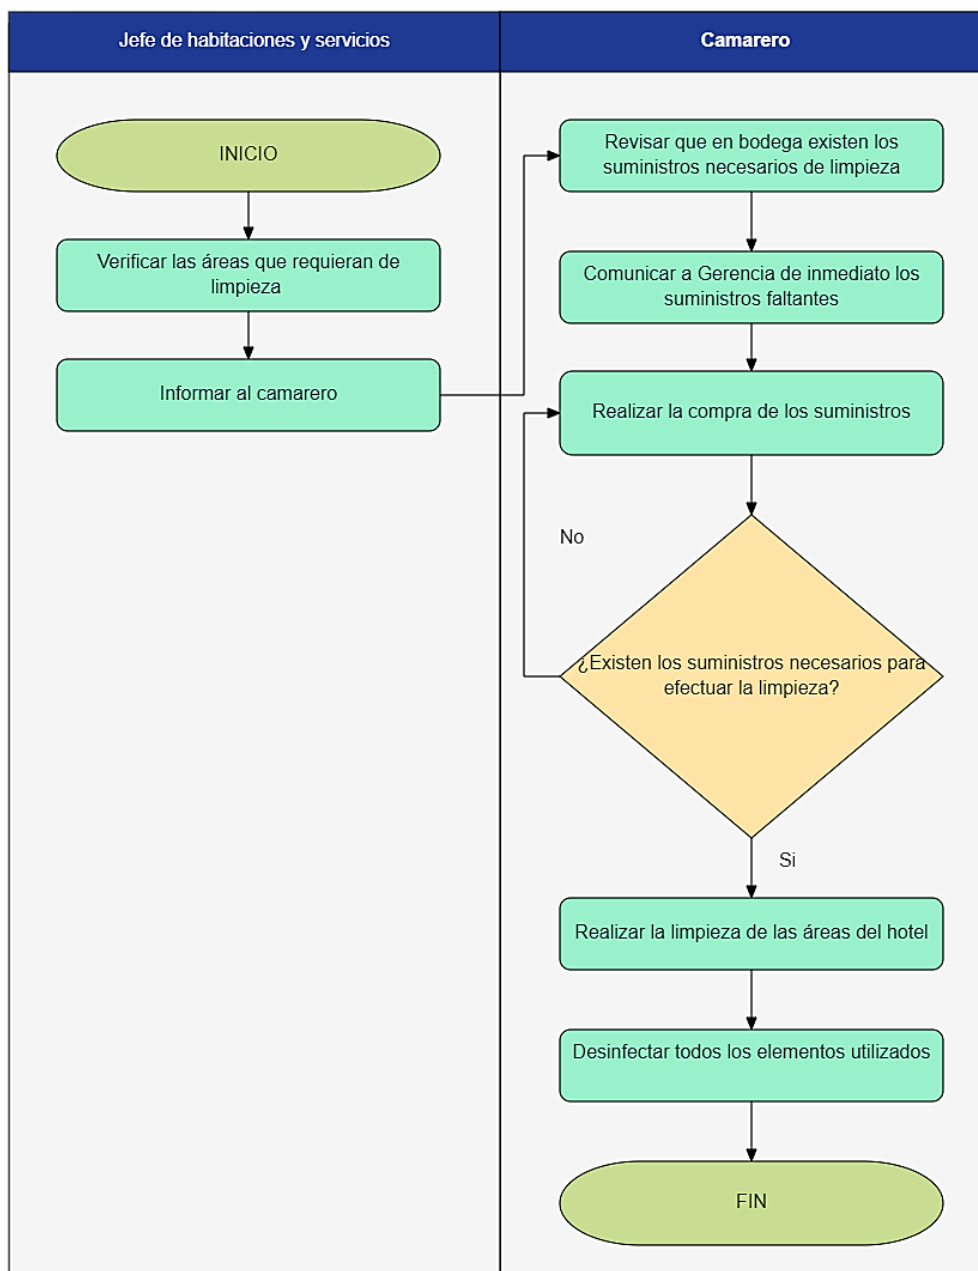 Jefe de habitaciones y servicios
Camarero
INICIO
Verificar las áreas que requieran de
limpieza
Informar al camarero
Revisar que en bodega existen los
suministros necesarios de limpieza
Comunicar a Gerencia de inmediato los
suministros faltantes
Realizar la compra de los suministros
No
¿Existen los suministros necesarios para
efectuar la limpieza?
Si
Realizar la limpieza de las áreas del hotel
Desinfectar todos los elementos utilizados
FIN